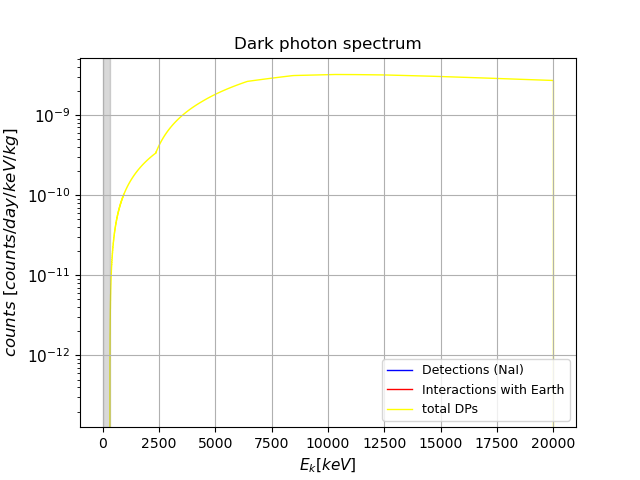 Dark photon spectrum
counts [counts/day/keV/kg]
10⁻⁹
10⁻¹⁰
10⁻¹¹
10⁻¹²
Detections (NaI)
Interactions with Earth
total DPs
0 2500 5000 7500 10000 12500 15000 17500 20000
Eₖ[keV]